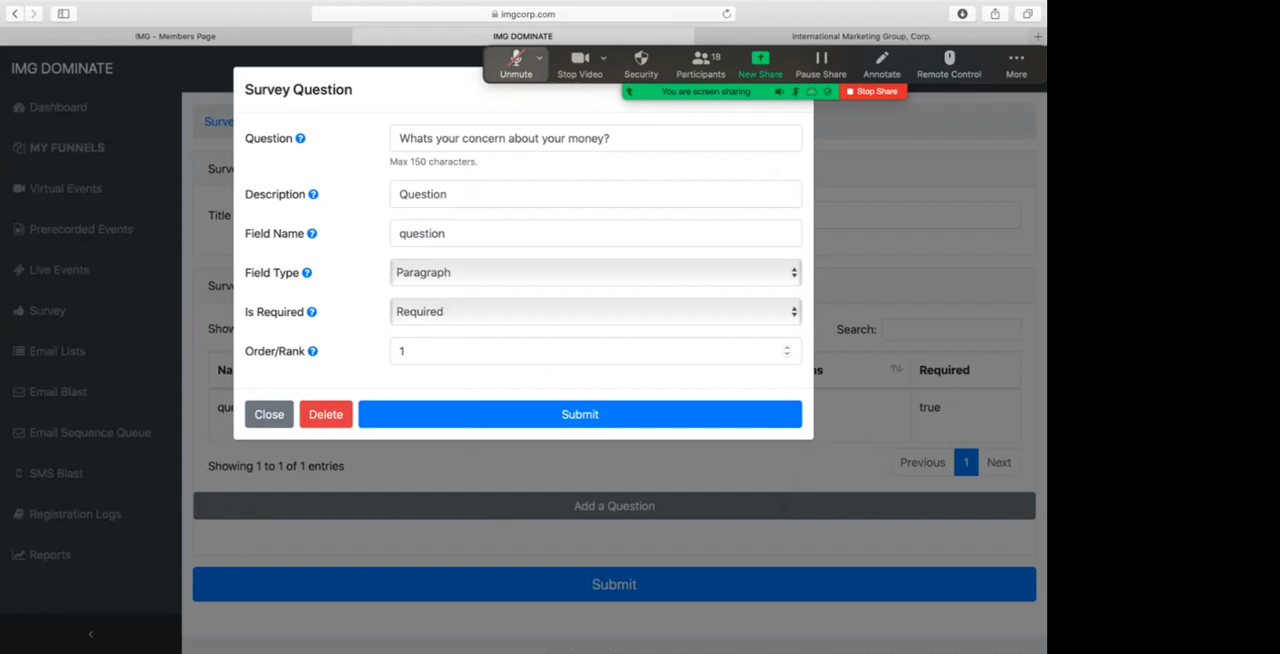 imgcorp.com
IMG - Members Page
IMG DOMINATE
International Marketing Group, Corp.
IMG DOMINATE
Unmute
Stop Video
Security
18
Participants
New Share
Pause Share
Annotate
Remote Control
More
You are screen sharing
Stop Share
Dashboard
MY FUNNELS
Virtual Events
Prerecorded Events
Live Events
Survey
Email Lists
Email Blast
Email Sequence Queue
SMS Blast
Registration Logs
Reports
Survey Question
Question
Whats your concern about your money?
Max 150 characters.
Description
Question
Field Name
question
Field Type
Paragraph
Is Required
Required
Order/Rank
1
Close
Delete
Submit
Title
Search:
Required
true
Showing 1 to 1 of 1 entries
Previous
1
Next
Add a Question
Submit